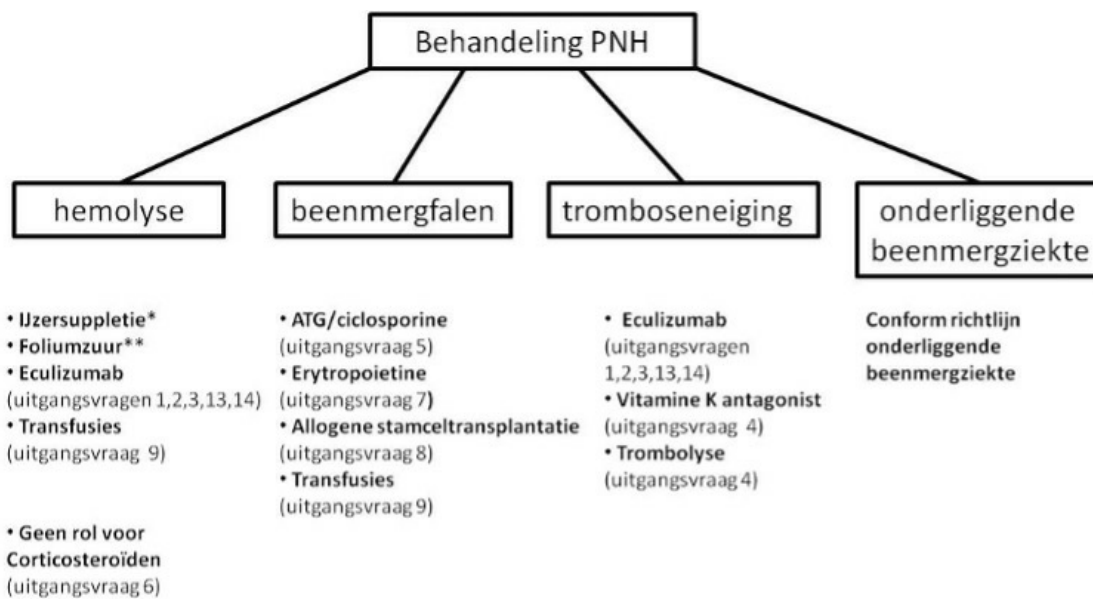 Behandeling PNH
hemolyse
• IJzersuppletie*
• Foliumzuur**
• Eculizumab
(uitgangsvragen 1,2,3,13,14)
• Transfusies
(uitgangsvraag 9)
• Geen rol voor
Corticosteroïden
(uitgangsvraag 6)
beenmergfalen
• ATG/ciclosporine
(uitgangsvraag 5)
• Erytropoietine
(uitgangsvraag 7)
• Allogene stamceltransplantatie
(uitgangsvraag 8)
• Transfusies
(uitgangsvraag 9)
tromboseneiging
• Eculizumab
(uitgangsvragen
1,2,3,13,14)
• Vitamine K antagonist
(uitgangsvraag 4)
• Trombolyse
(uitgangsvraag 4)
onderliggende
beenmergziekte
Conform richtlijn
onderliggende
beenmergziekte